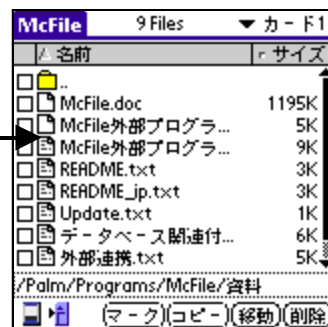 McFile 9 Files カード1
名前 サイズ
..
McFile.doc 1195K
McFile外部プログラ... 5K
McFile外部プログラ... 9K
README.txt 3K
README_jp.txt 3K
Update.txt 1K
データベース関連付... 6K
外部連携.txt 5K
/Palm/Programs/McFile/資料
マーク コピー 移動 削除